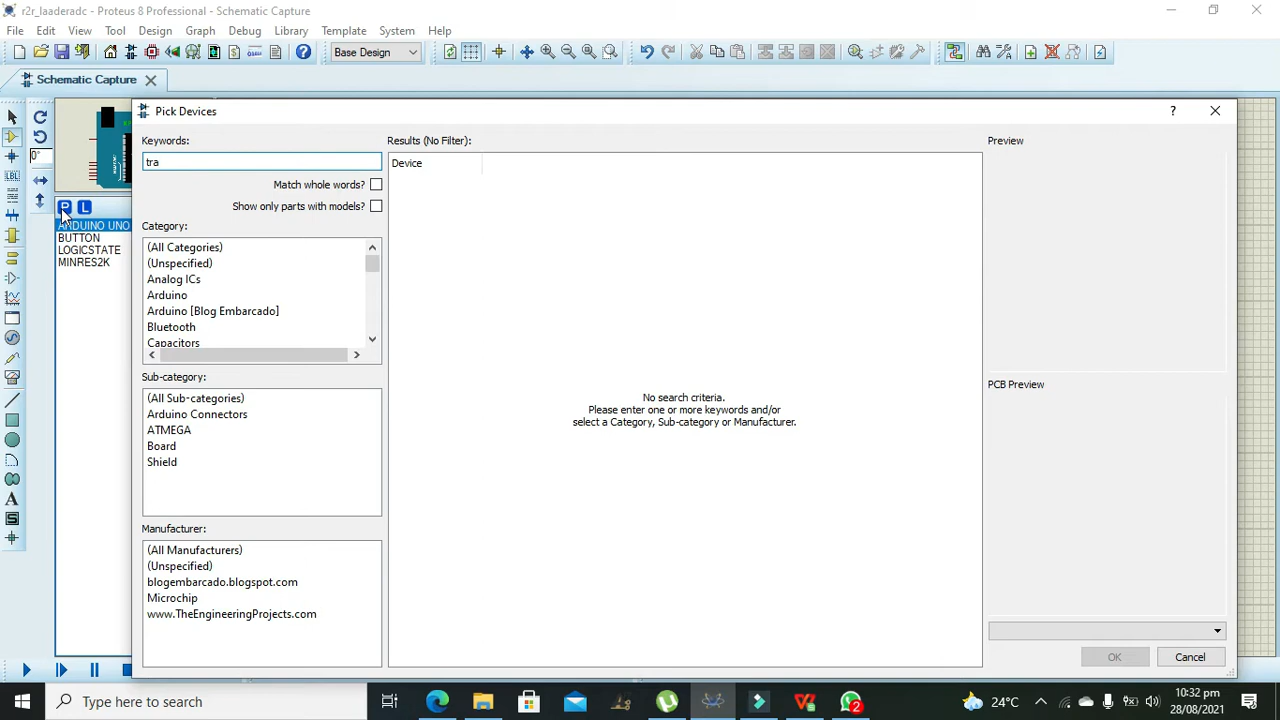 r2r_laaderadc - Proteus 8 Professional - Schematic Capture
File Edit View Tool Design Graph Debug Library Template System Help
Base Design
Schematic Capture
Pick Devices
Keywords:
tra
Match whole words?
Show only parts with models?
Category:
(All Categories)
(Unspecified)
Analog ICs
Arduino
Arduino [Blog Embarcado]
Bluetooth
Capacitors
Sub-category:
(All Sub-categories)
Arduino Connectors
ATMEGA
Board
Shield
Manufacturer:
(All Manufacturers)
(Unspecified)
blogembarcado.blogspot.com
Microchip
www.TheEngineeringProjects.com
Results (No Filter):
Device
No search criteria.
Please enter one or more keywords and/or
select a Category, Sub-category or Manufacturer.
Preview
PCB Preview
OK Cancel
0°
LBL
P L
ARDUINO UNO
BUTTON
LOGICSTATE
MINRES2K
A
S
Type here to search
2
24°C
10:32 pm
28/08/2021